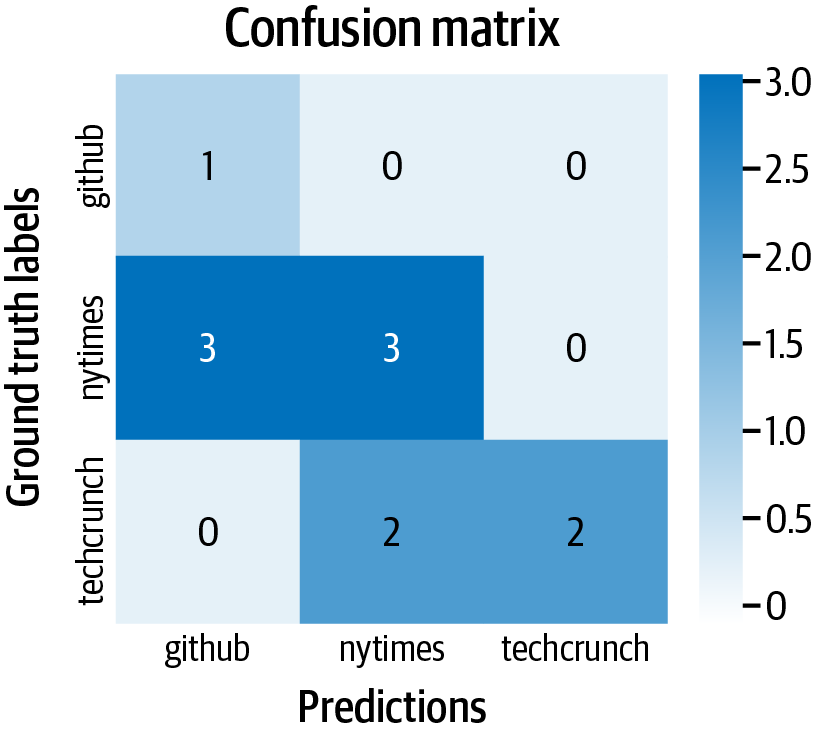 Confusion matrix
Ground truth labels
github
1
0
0
nytimes
3
3
0
techcrunch
0
2
2
github
nytimes
techcrunch
Predictions
3.0
2.5
2.0
1.5
1.0
0.5
0